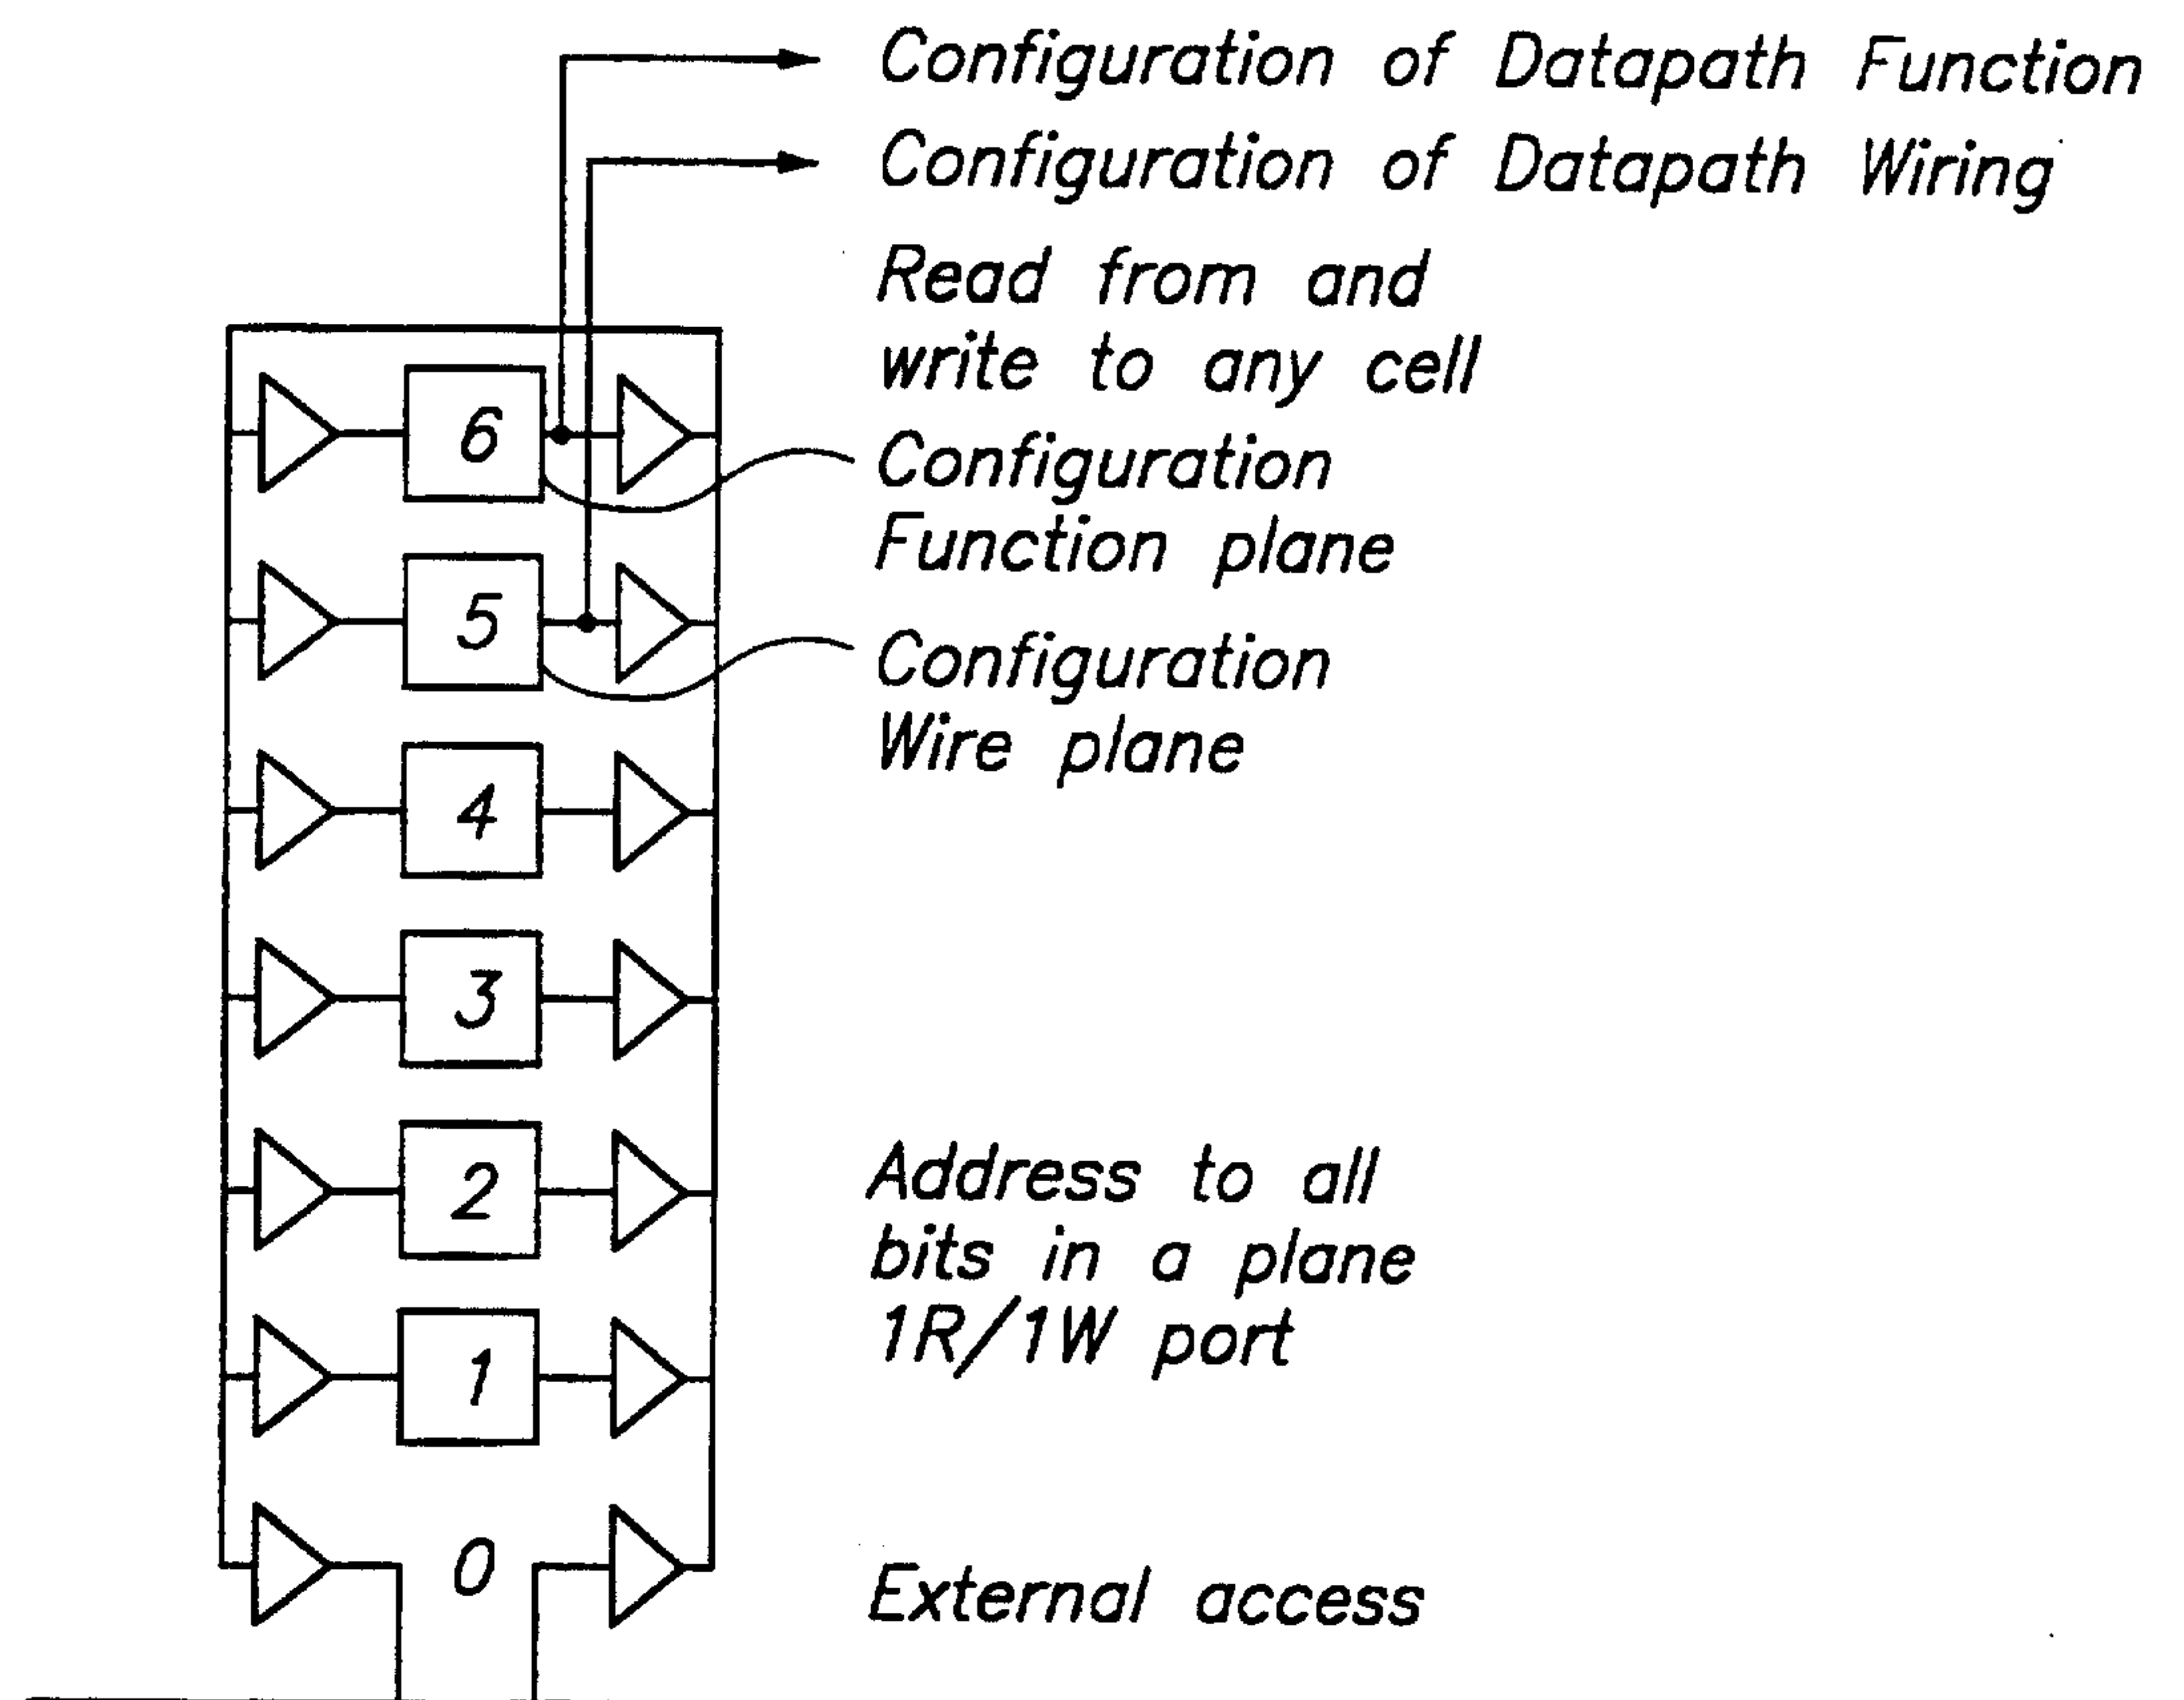 Configuration of Datapath Function
Configuration of Datapath Wiring
Read from and
write to any cell
6
Configuration
Function plane
5
Configuration
Wire plane
4
3
2
Address to all
bits in a plane
1R/1W port
1
0
External access